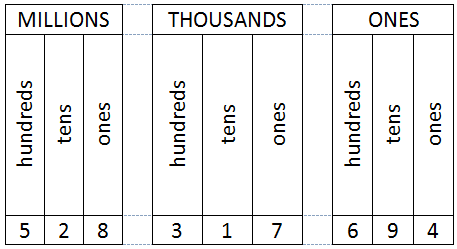 MILLIONS THOUSANDS ONES
hundreds tens ones hundreds tens ones hundreds tens ones
5 2 8 3 1 7 6 9 4